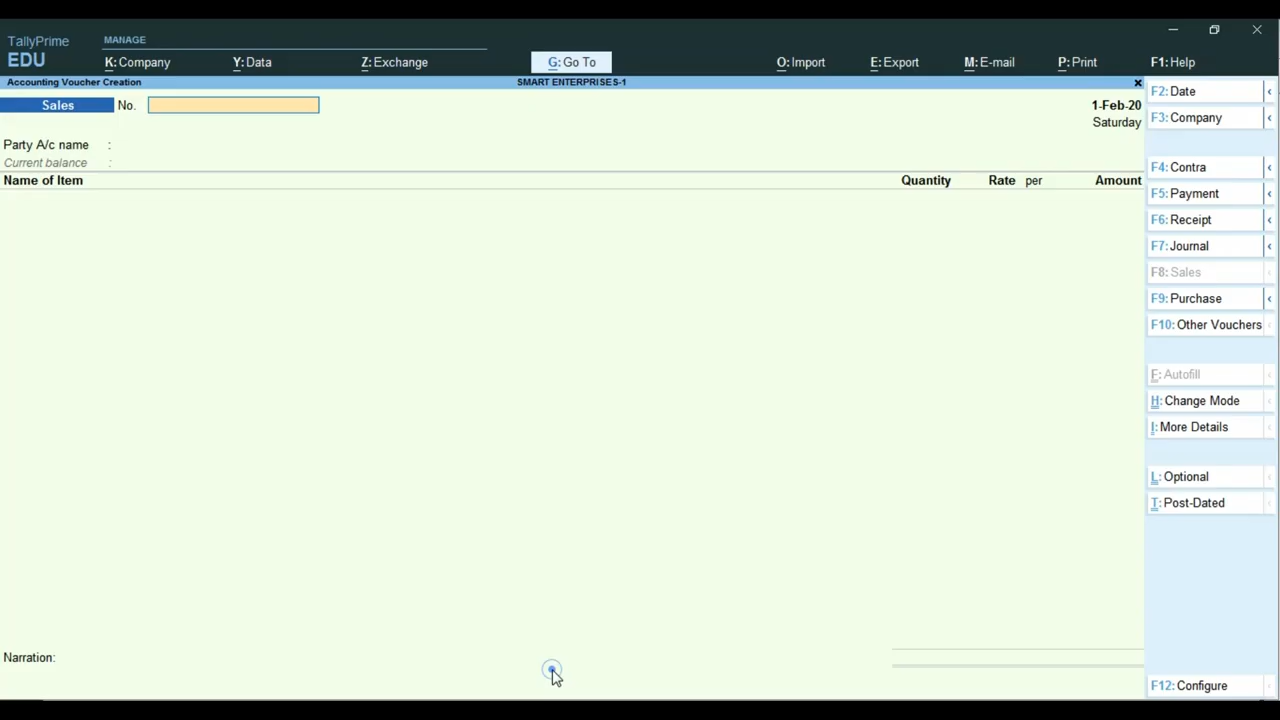 TallyPrime
EDU
MANAGE
K: Company
Y: Data
Z: Exchange
G: Go To
O: Import
E: Export
M: E-mail
P: Print
F1: Help
Accounting Voucher Creation
SMART ENTERPRISES-1
Sales
No.
1-Feb-20
Saturday
Party A/c name :
Current balance :
Name of Item
Quantity
Rate per
Amount
Narration:
F2: Date
F3: Company
F4: Contra
F5: Payment
F6: Receipt
F7: Journal
F8: Sales
F9: Purchase
F10: Other Vouchers
F: Autofill
H: Change Mode
I: More Details
L: Optional
T: Post-Dated
F12: Configure